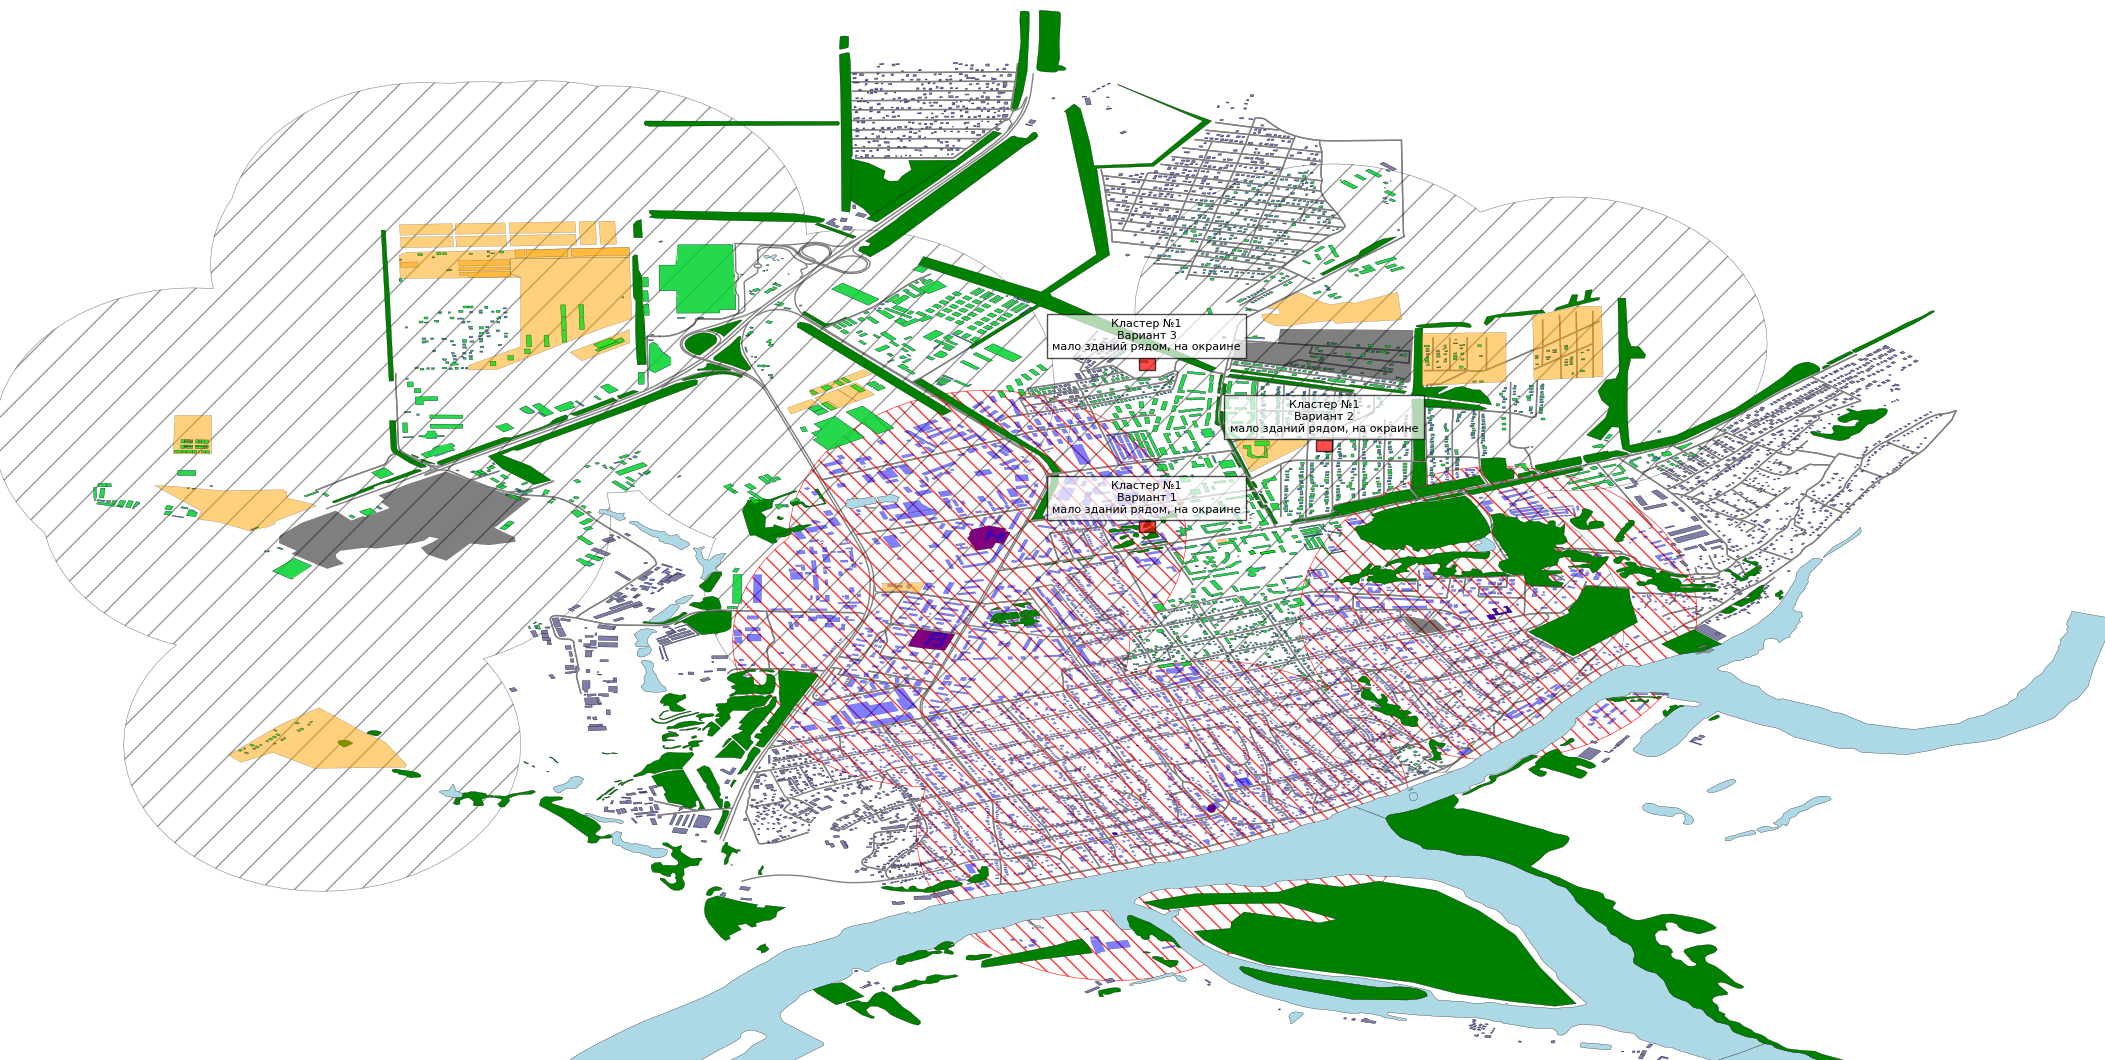 Кластер №1
Вариант 3
мало зданий рядом, на окраине
Кластер №1
Вариант 2
мало зданий рядом, на окраине
Кластер №1
Вариант 1
мало зданий рядом, на окраине